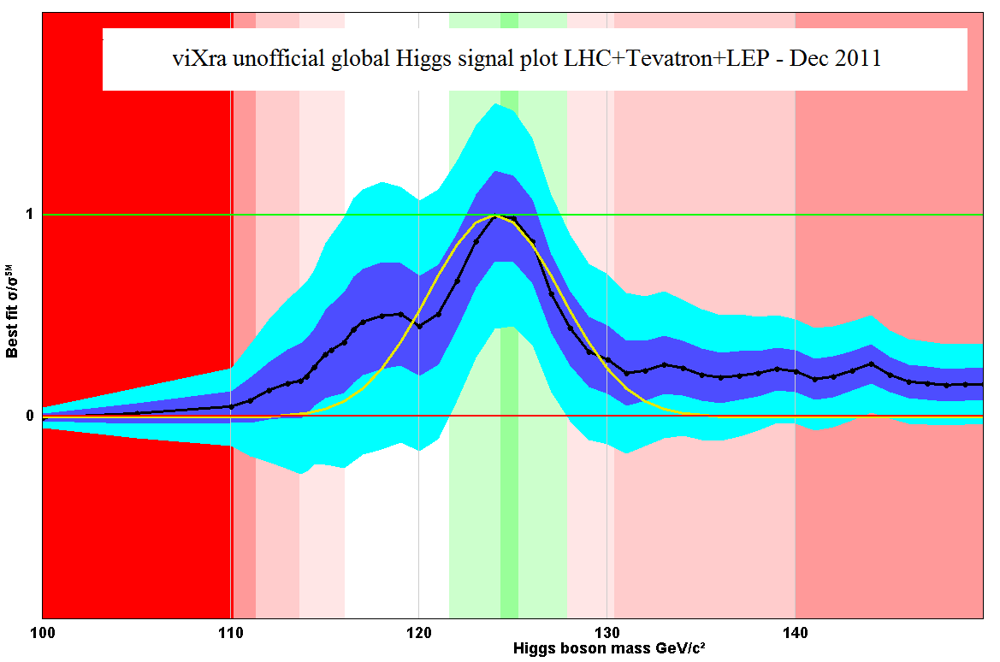 viXra unofficial global Higgs signal plot LHC+Tevatron+LEP - Dec 2011
Best fit σ/σˢᴹ
1
0
100
110
120
130
140
Higgs boson mass GeV/c²